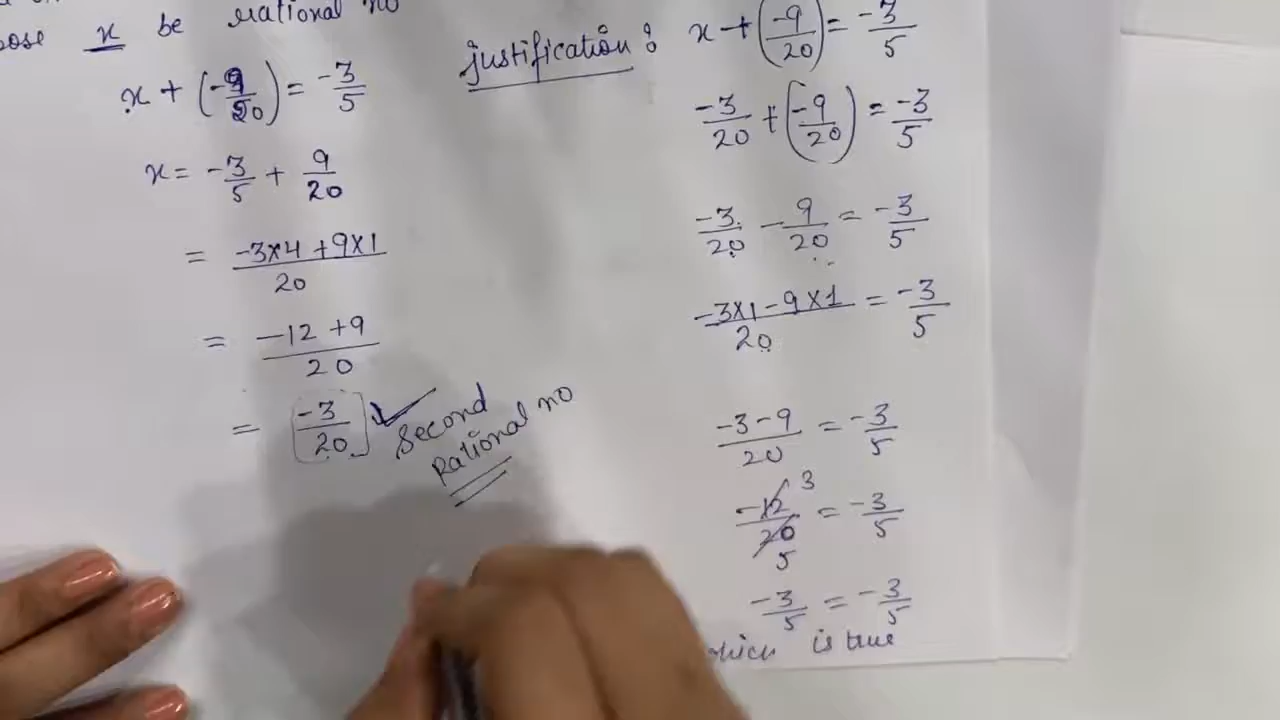 x be rational no
x + (-9/20) = -3/5
x = -3/5 + 9/20
= -3×4 + 9×1/20
= -12 + 9/20
= -3/20 ✓ Second
Rational no
justification : x + (-9/20) = -3/5
-3/20 + (-9/20) = -3/5
-3/20 - 9/20 = -3/5
-3×1 - 9×1/20 = -3/5
-3-9/20 = -3/5
-12/20 3/5 = -3/5
-3/5 = -3/5
which is true